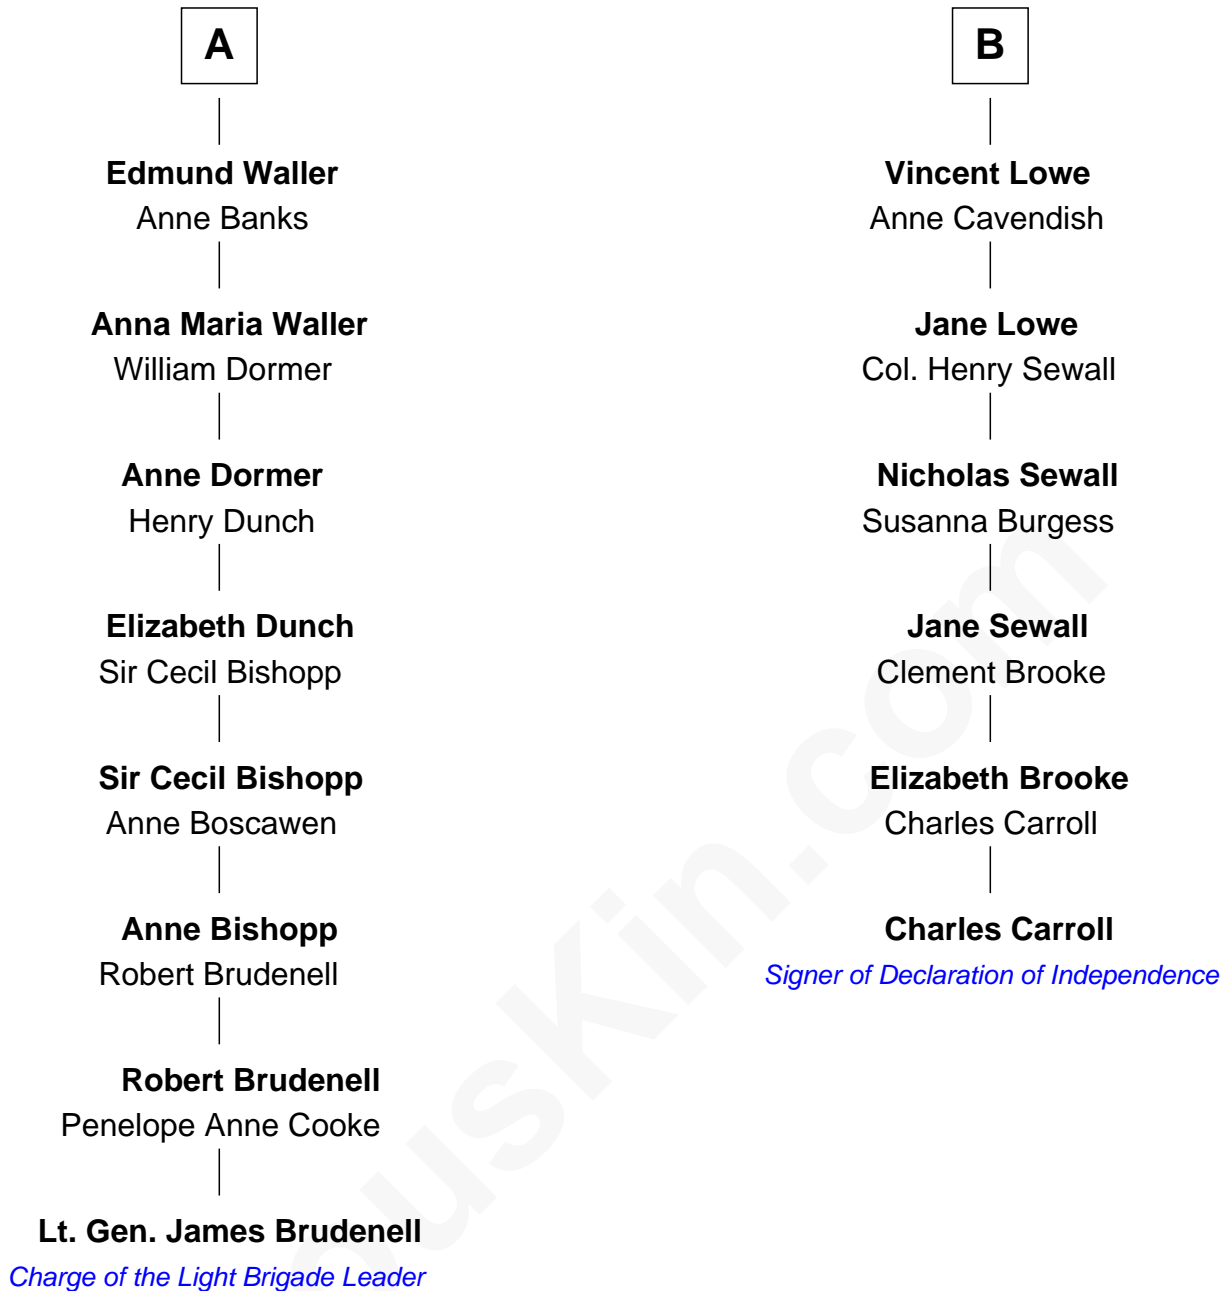 A
Edmund Waller
Anne Banks
Anna Maria Waller
William Dormer
Anne Dormer
Henry Dunch
Elizabeth Dunch
Sir Cecil Bishopp
Sir Cecil Bishopp
Anne Boscawen
Anne Bishopp
Robert Brudenell
Robert Brudenell
Penelope Anne Cooke
Lt. Gen. James Brudenell
Charge of the Light Brigade Leader
B
Vincent Lowe
Anne Cavendish
Jane Lowe
Col. Henry Sewall
Nicholas Sewall
Susanna Burgess
Jane Sewall
Clement Brooke
Elizabeth Brooke
Charles Carroll
Charles Carroll
Signer of Declaration of Independence
ousKin.com